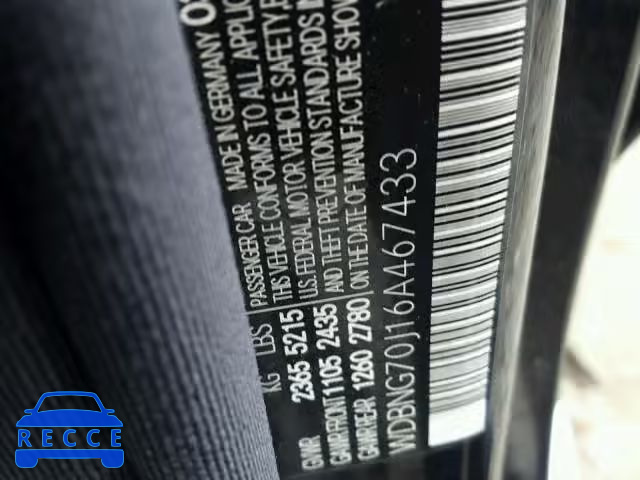 KG LBS PASSENGER CAR MADE IN GERMANY
THIS VEHICLE CONFORMS TO ALL
GVWR 2365 5215 U.S. FEDERAL MOTOR VEHICLE SAFETY,
GAWR FRONT 1105 2435 AND THEFT PREVENTION STANDARDS IN
GAWR REAR 1260 2780 ON THE DATE OF MANUFACTURE SHOW
WDBNG70J16A467433
RECCE